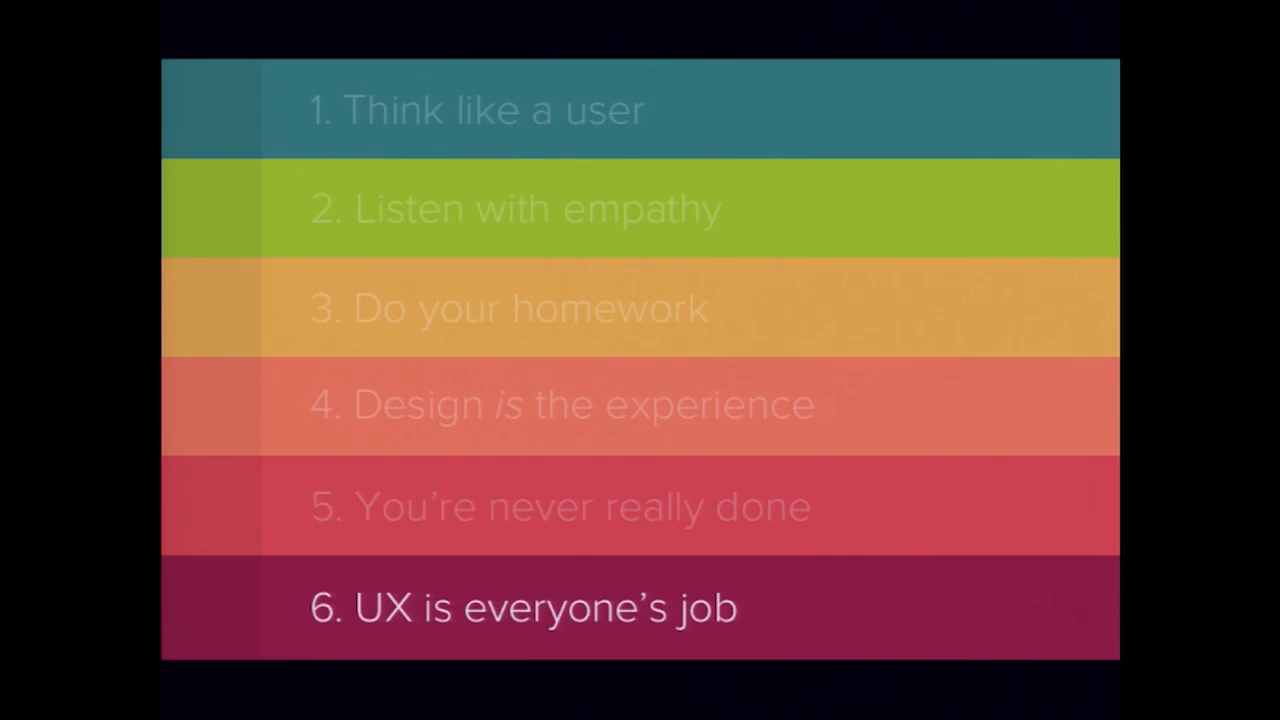 1. Think like a user
2. Listen with empathy
3. Do your homework
4. Design is the experience
5. You’re never really done
6. UX is everyone’s job